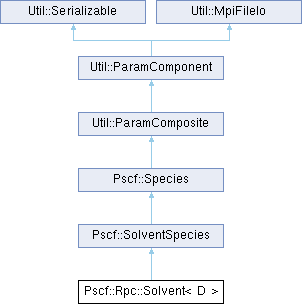 Util::Serializable
Util::MpiFileIo
Util::ParamComponent
Util::ParamComposite
Pscf::Species
Pscf::SolventSpecies
Pscf::Rpc::Solvent< D >